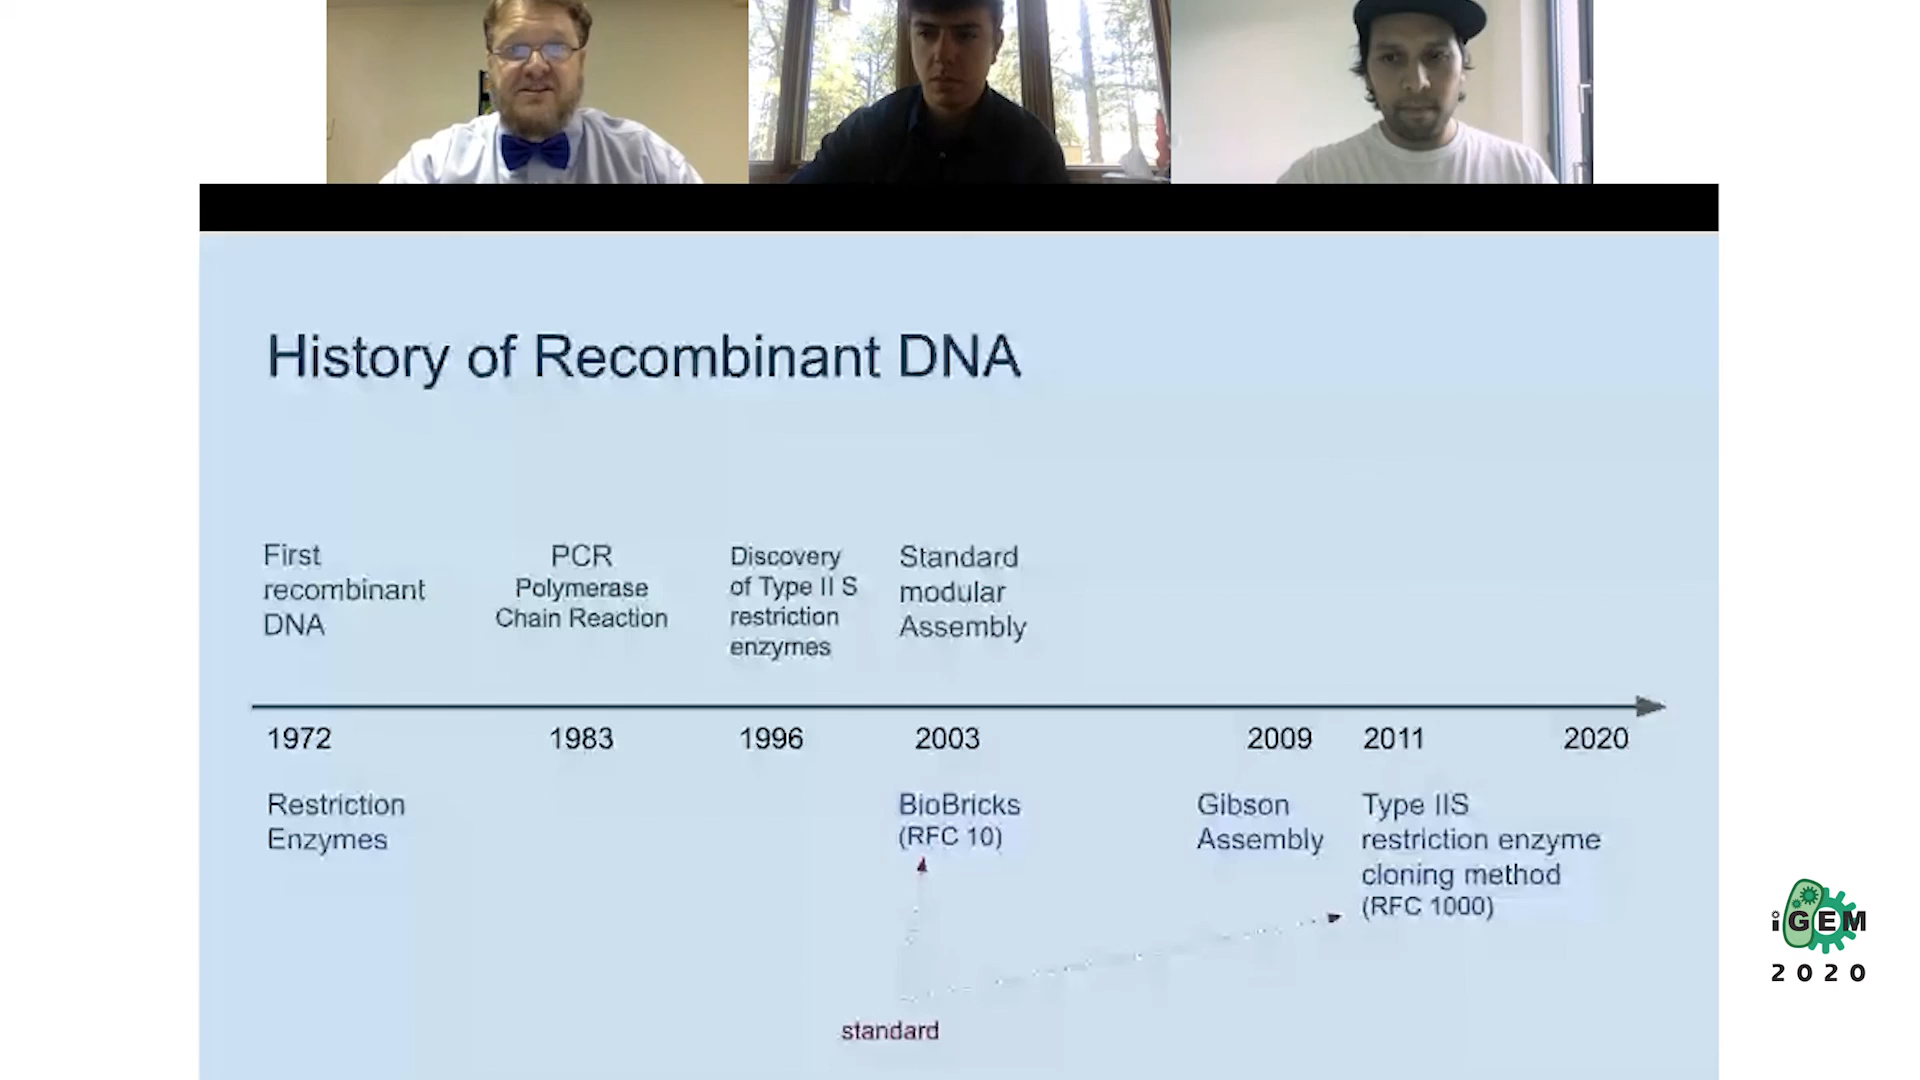 History of Recombinant DNA
First
recombinant
DNA
PCR
Polymerase
Chain Reaction
Discovery
of Type II S
restriction
enzymes
Standard
modular
Assembly
1972
1983
1996
2003
2009
2011
2020
Restriction
Enzymes
BioBricks
(RFC 10)
Gibson
Assembly
Type IIS
restriction enzyme
cloning method
(RFC 1000)
standard
iGEM
2020